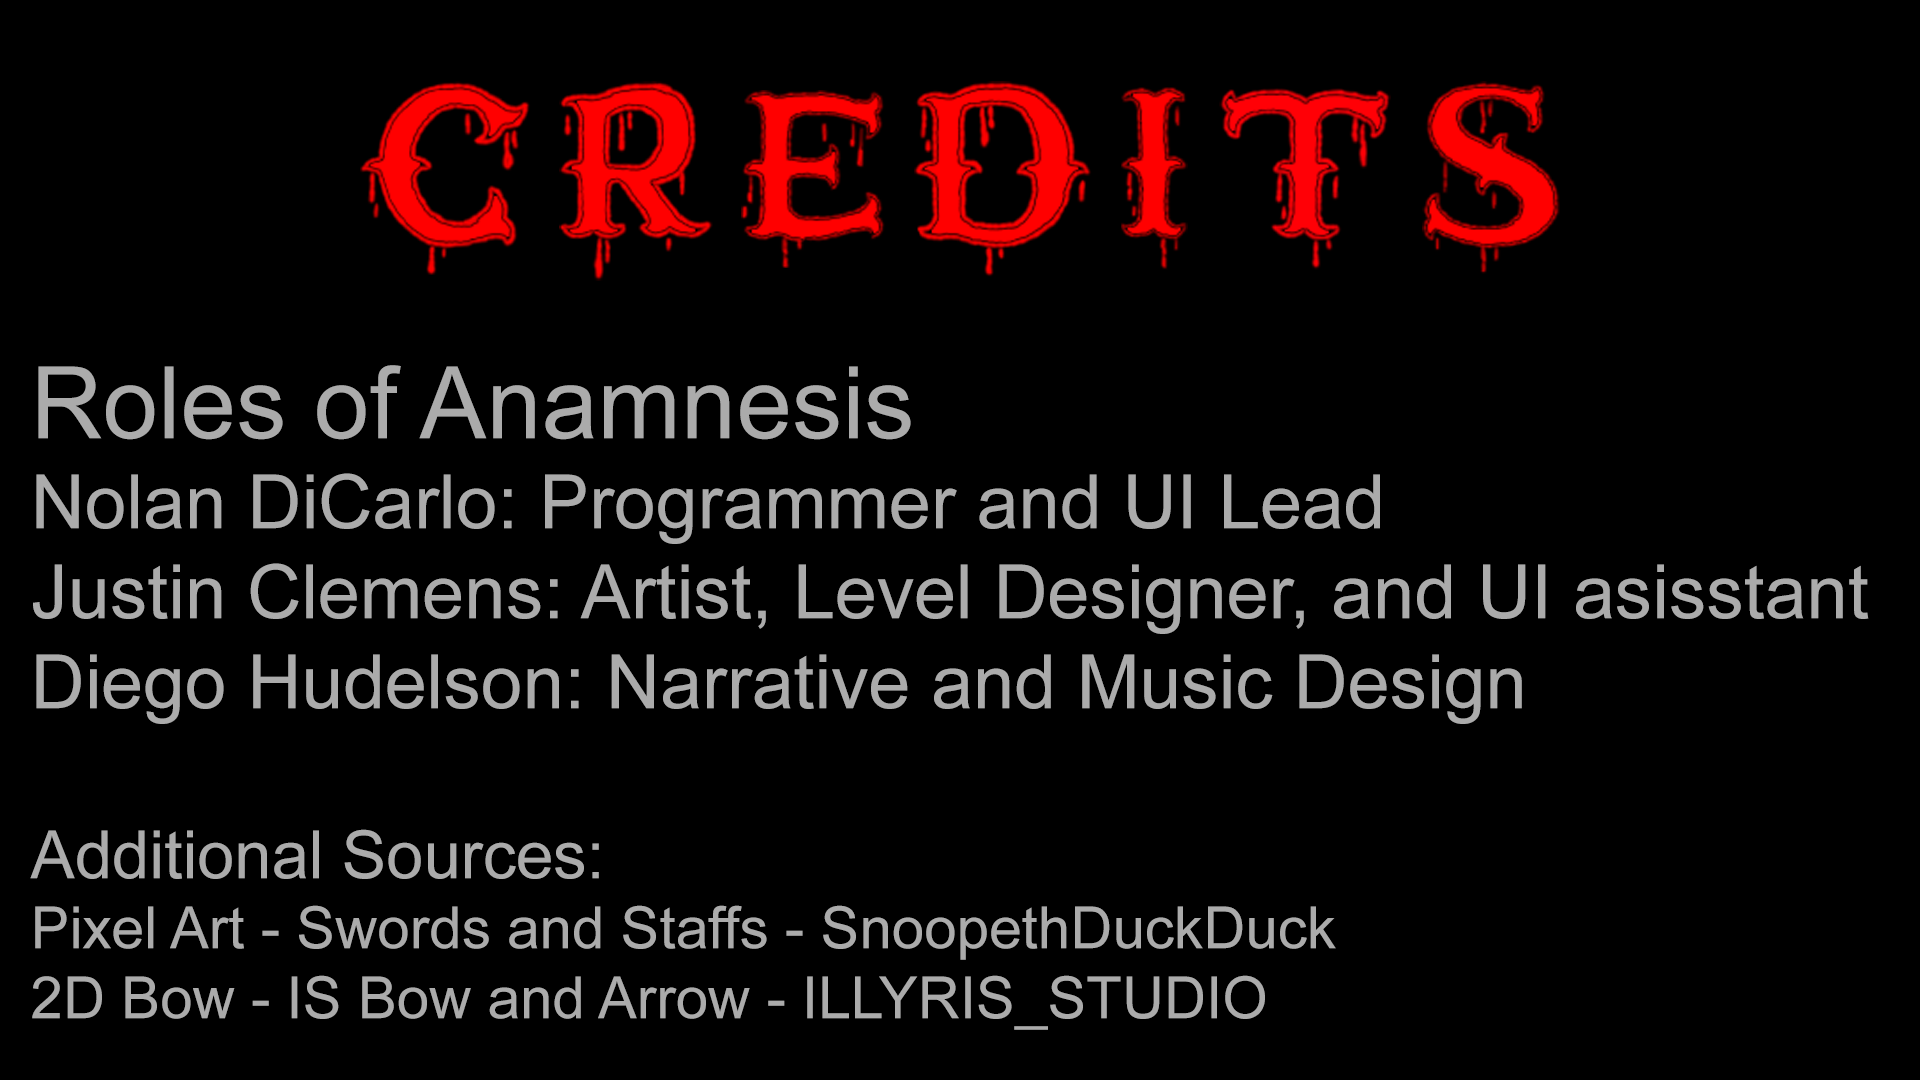 CREDITS
Roles of Anamnesis
Nolan DiCarlo: Programmer and UI Lead
Justin Clemens: Artist, Level Designer, and UI asisstant
Diego Hudelson: Narrative and Music Design
Additional Sources:
Pixel Art - Swords and Staffs - SnoopethDuckDuck
2D Bow - IS Bow and Arrow - ILLYRIS_STUDIO